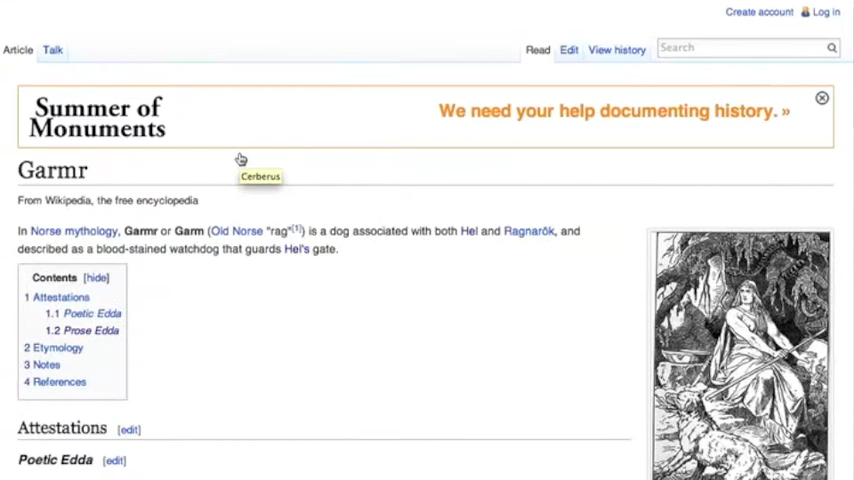 Create account Log in
Article Talk Read Edit View history Search
Summer of
Monuments
We need your help documenting history. »
Cerberus
Garmr
From Wikipedia, the free encyclopedia
In Norse mythology, Garmr or Garm (Old Norse "rag"[1]) is a dog associated with both Hel and Ragnarök, and
described as a blood-stained watchdog that guards Hel's gate.
Contents [hide]
1 Attestations
1.1 Poetic Edda
1.2 Prose Edda
2 Etymology
3 Notes
4 References
Attestations [edit]
Poetic Edda [edit]